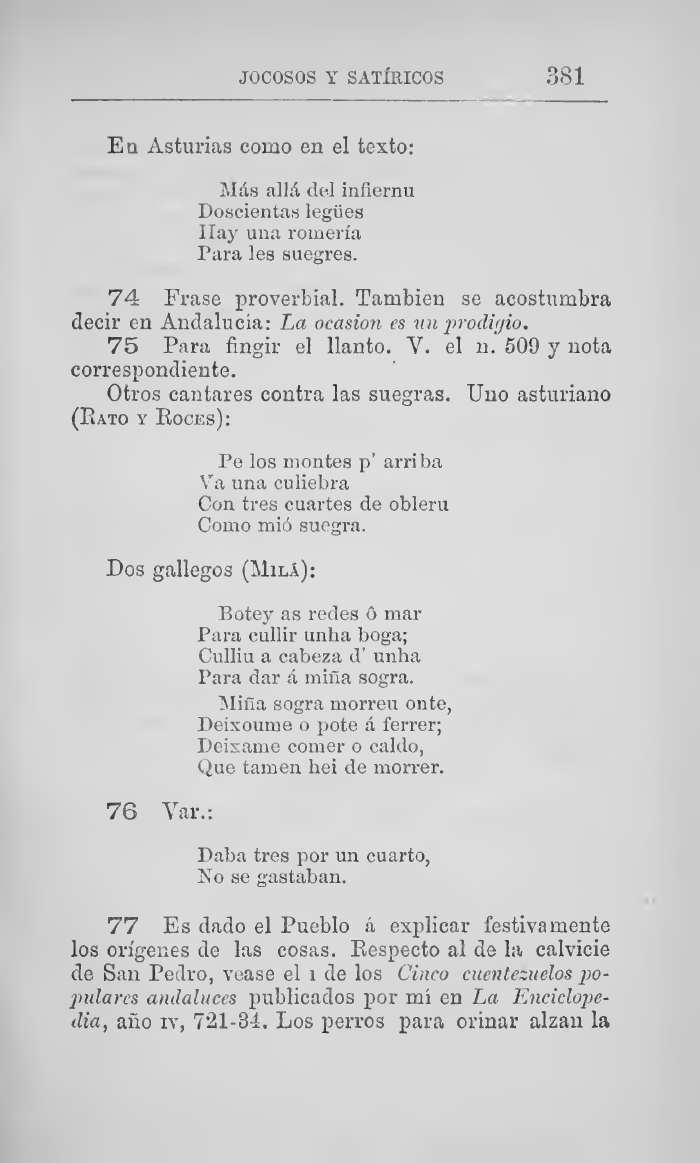 JOCOSOS Y SATÍRICOS 381
En Asturias como en el texto:
Más allá del infiernu
Doscientas legües
Hay una romería
Para les suegres.
74 Frase proverbial. Tambien se acostumbra
decir en Andalucía: La ocasion es un prodigio.
75 Para fingir el llanto. V. el n. 509 y nota
correspondiente.
Otros cantares contra las suegras. Uno asturiano
(RATO Y ROCES):
Pe los montes p' arriba
Va una culiebra
Con tres cuartes de obleru
Como mió suegra.
Dos gallegos (MILÁ):
Botey as redes ô mar
Para cullir unha boga;
Culliu a cabeza d' unha
Para dar á miña sogra.
Miña sogra morreu onte,
Deixoume o pote á ferrer;
Deixame comer o caldo,
Que tamen hei de morrer.
76 Var.:
Daba tres por un cuarto,
No se gastaban.
77 Es dado el Pueblo á explicar festivamente
los orígenes de las cosas. Respecto al de la calvicie
de San Pedro, vease el I de los Cinco cuentezuelos po-
pulares andaluces publicados por mí en La Enciclope-
dia, año IV, 721-34. Los perros para orinar alzan la